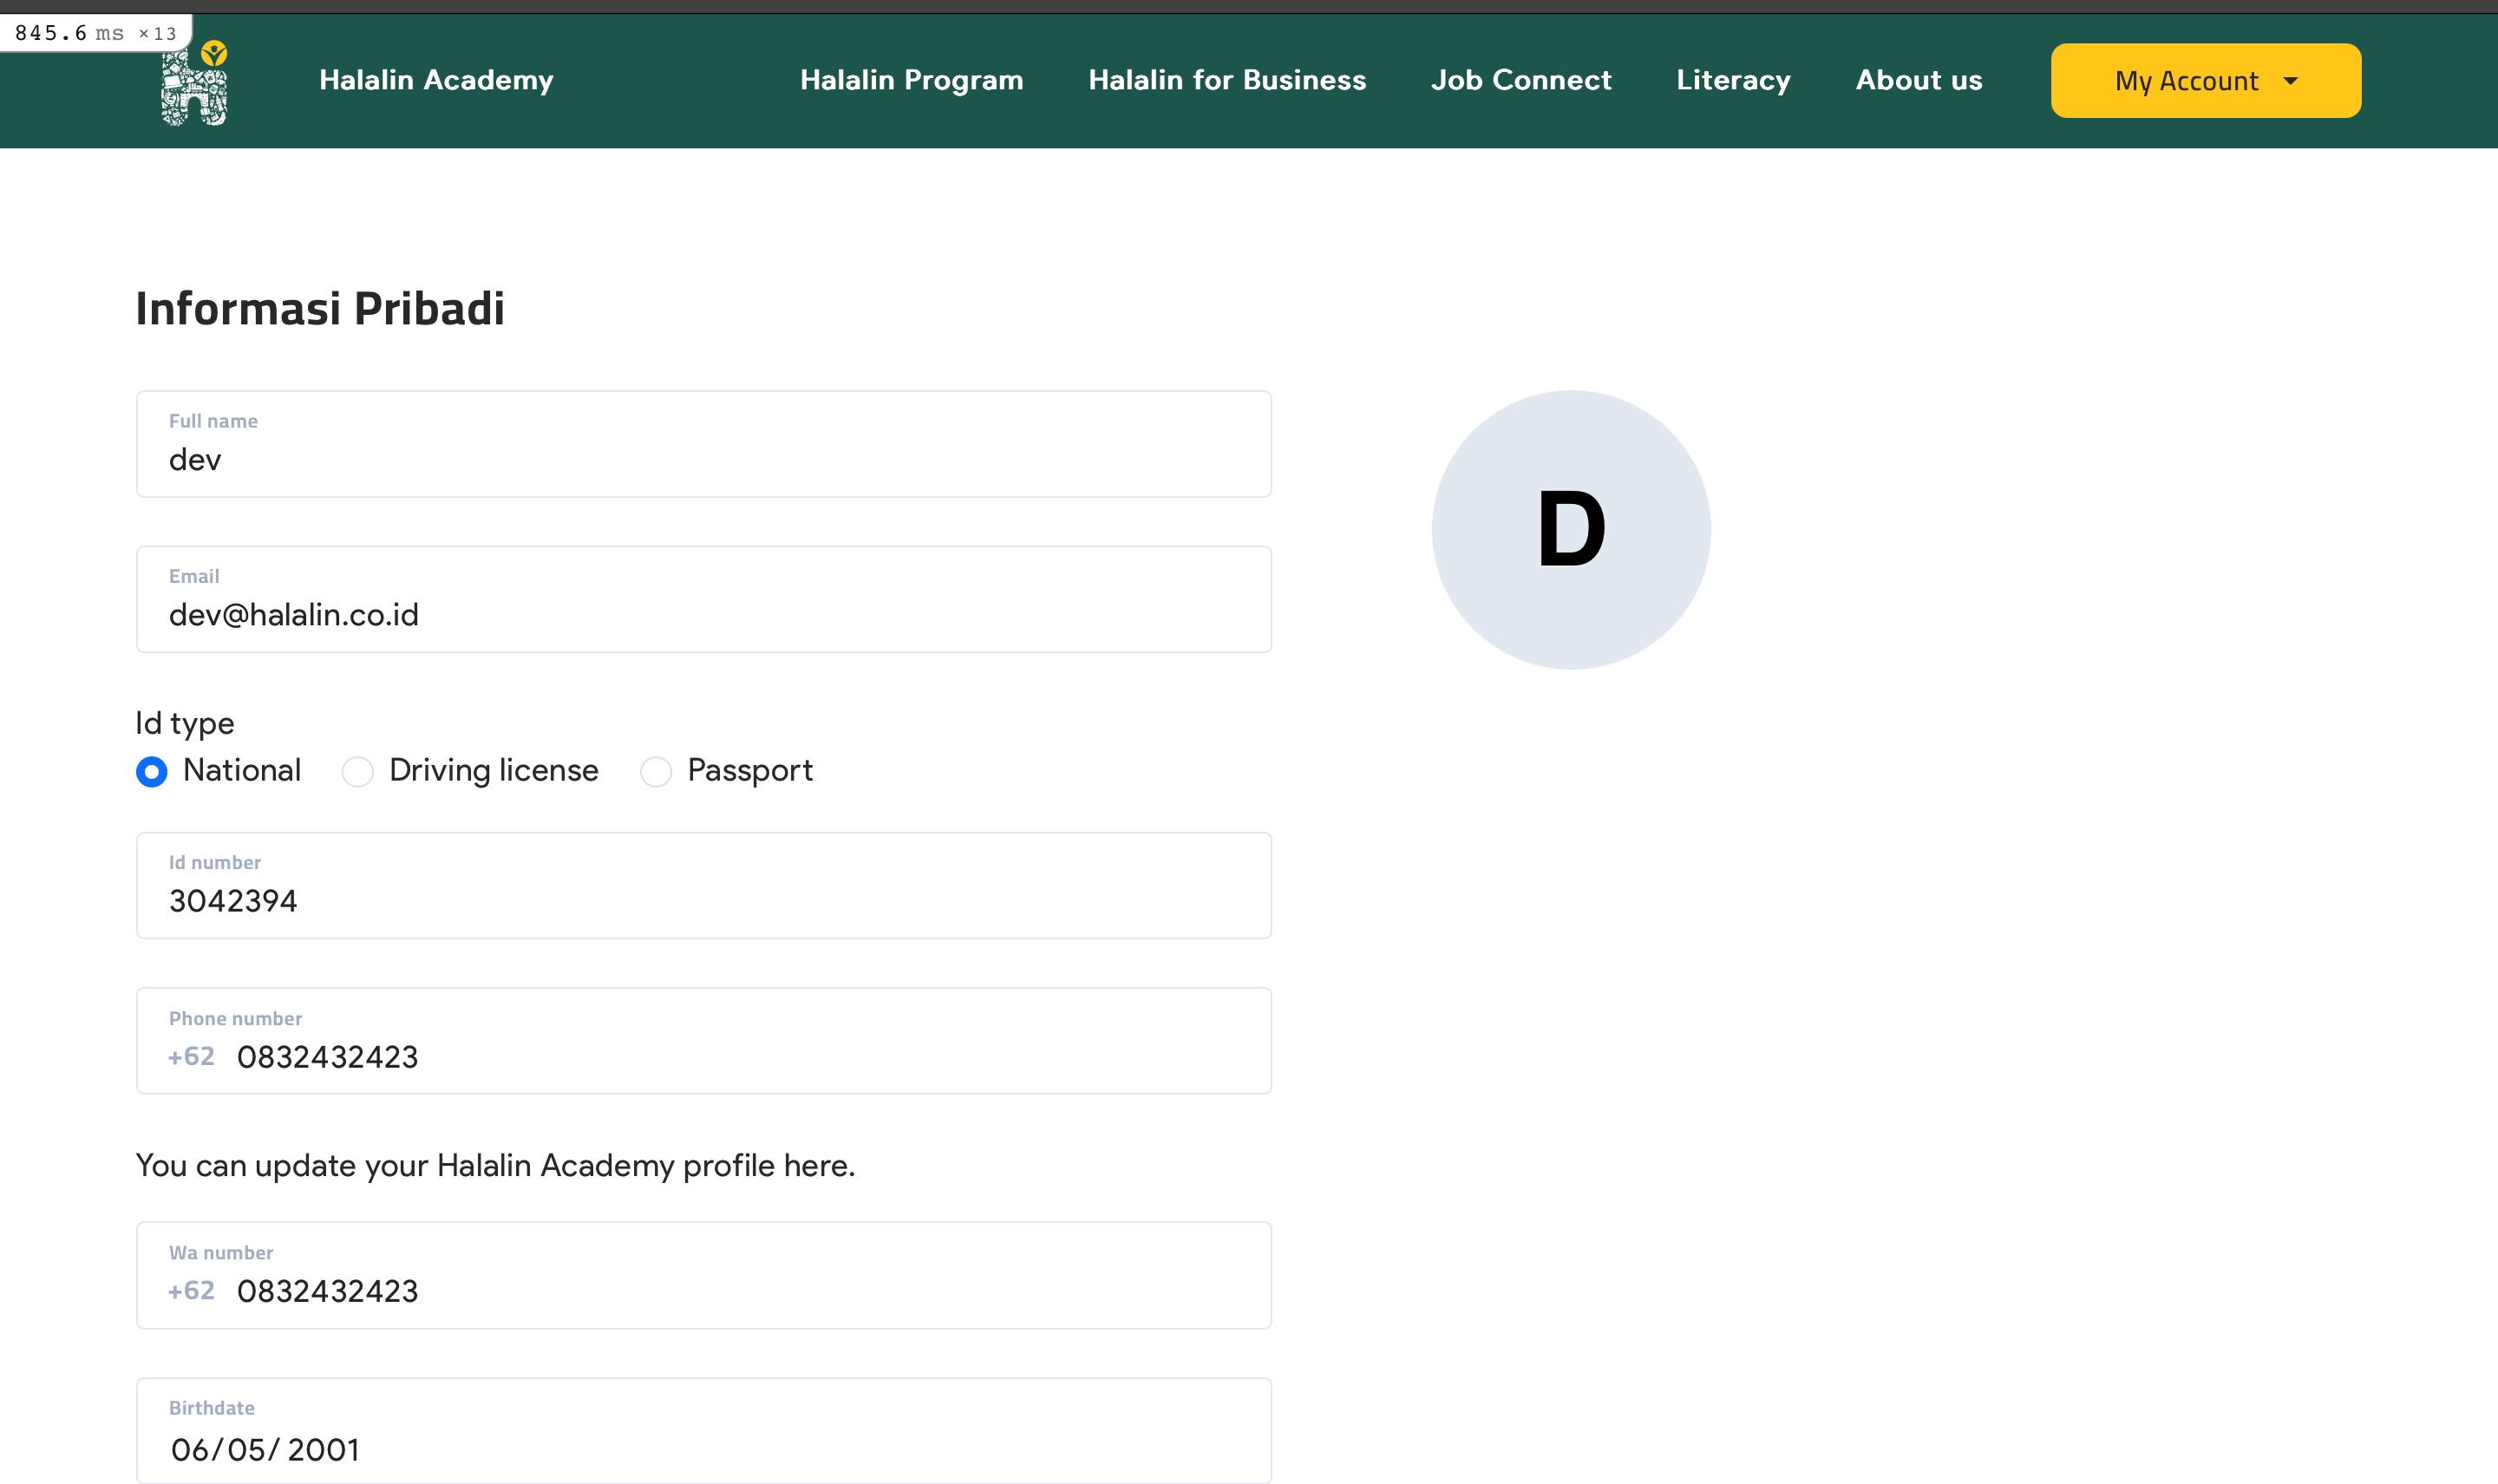 845.6 ms ×13
Halalin Academy Halalin Program Halalin for Business Job Connect Literacy About us My Account
Informasi Pribadi
Full name
dev
D
Email
dev@halalin.co.id
Id type
National Driving license Passport
Id number
3042394
Phone number
+62 0832432423
You can update your Halalin Academy profile here.
Wa number
+62 0832432423
Birthdate
06/05/2001